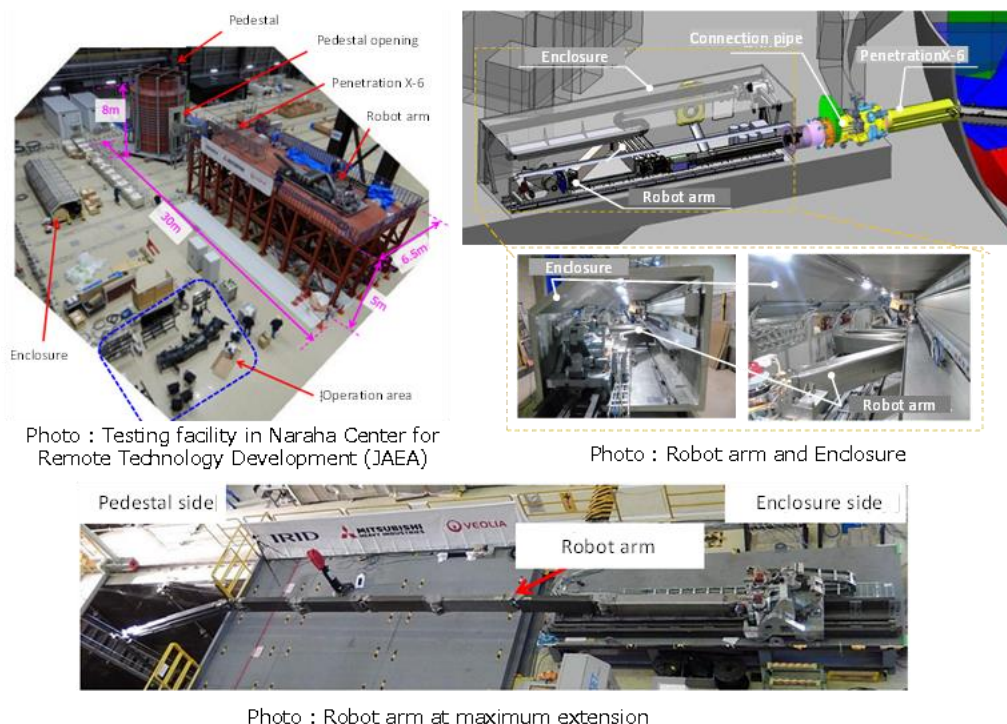 Pedestal
Pedestal opening
Penetration X-6
Robot arm
8m
30m
6.5m
5m
Enclosure
Operation area
Photo : Testing facility in Naraha Center for
Remote Technology Development (JAEA)
Enclosure
Connection pipe
PenetrationX-6
Robot arm
Enclosure
Robot arm
Photo : Robot arm and Enclosure
Pedestal side
Enclosure side
IRID
MITSUBISHI
HEAVY INDUSTRIES
VEOLIA
Robot arm
Photo : Robot arm at maximum extension